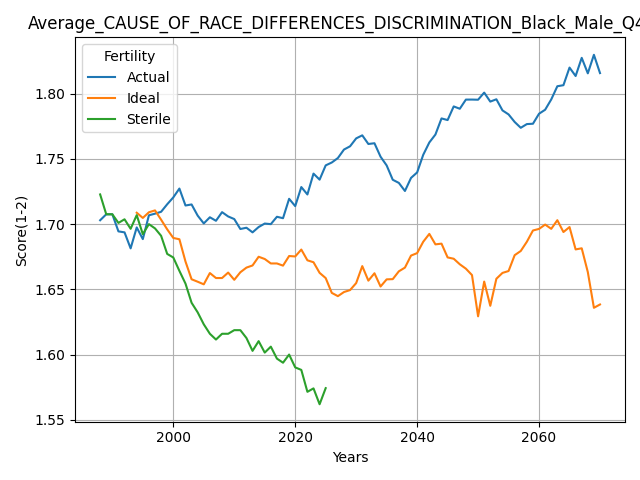 Average_CAUSE_OF_RACE_DIFFERENCES_DISCRIMINATION_Black_Male_Q4
Fertility
Actual
Ideal
Sterile
1.80
1.75
1.70
1.65
1.60
1.55
Score(1-2)
2000 2020 2040 2060
Years